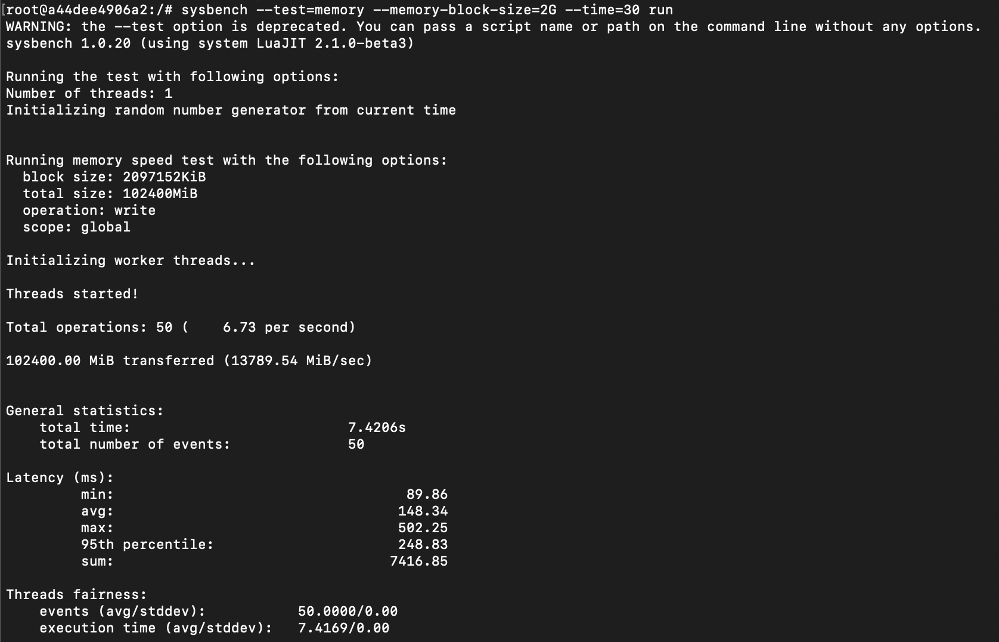 [root@a44dee4906a2:/# sysbench --test=memory --memory-block-size=2G --time=30 run
WARNING: the --test option is deprecated. You can pass a script name or path on the command line without any options.
sysbench 1.0.20 (using system LuaJIT 2.1.0-beta3)
Running the test with following options:
Number of threads: 1
Initializing random number generator from current time
Running memory speed test with the following options:
block size: 2097152KiB
total size: 102400MiB
operation: write
scope: global
Initializing worker threads...
Threads started!
Total operations: 50 (    6.73 per second)
102400.00 MiB transferred (13789.54 MiB/sec)
General statistics:
total time: 7.4206s
total number of events: 50
Latency (ms):
min: 89.86
avg: 148.34
max: 502.25
95th percentile: 248.83
sum: 7416.85
Threads fairness:
events (avg/stddev): 50.0000/0.00
execution time (avg/stddev): 7.4169/0.00